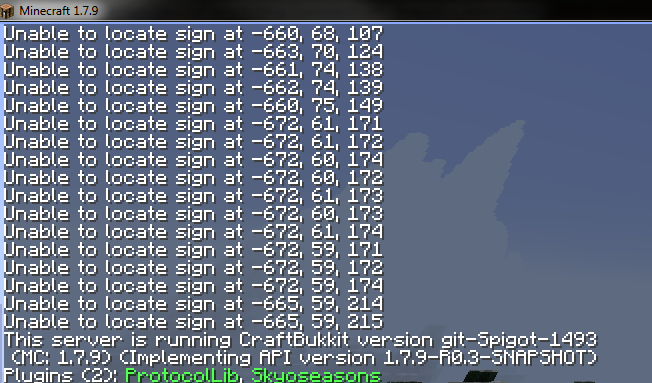 Minecraft 1.7.9
Unable to locate sign at -660, 68, 107
Unable to locate sign at -663, 70, 124
Unable to locate sign at -661, 74, 138
Unable to locate sign at -662, 74, 139
Unable to locate sign at -660, 75, 149
Unable to locate sign at -672, 61, 171
Unable to locate sign at -672, 61, 172
Unable to locate sign at -672, 60, 174
Unable to locate sign at -672, 60, 172
Unable to locate sign at -672, 61, 173
Unable to locate sign at -672, 60, 173
Unable to locate sign at -672, 61, 174
Unable to locate sign at -672, 59, 171
Unable to locate sign at -672, 59, 172
Unable to locate sign at -672, 59, 174
Unable to locate sign at -665, 59, 214
Unable to locate sign at -665, 59, 215
This server is running CraftBukkit version git-Spigot-1493
(MC: 1.7.9) (Implementing API version 1.7.9-R0.3-SNAPSHOT)
Plugins (2): ProtocolLib, Skyoseasons